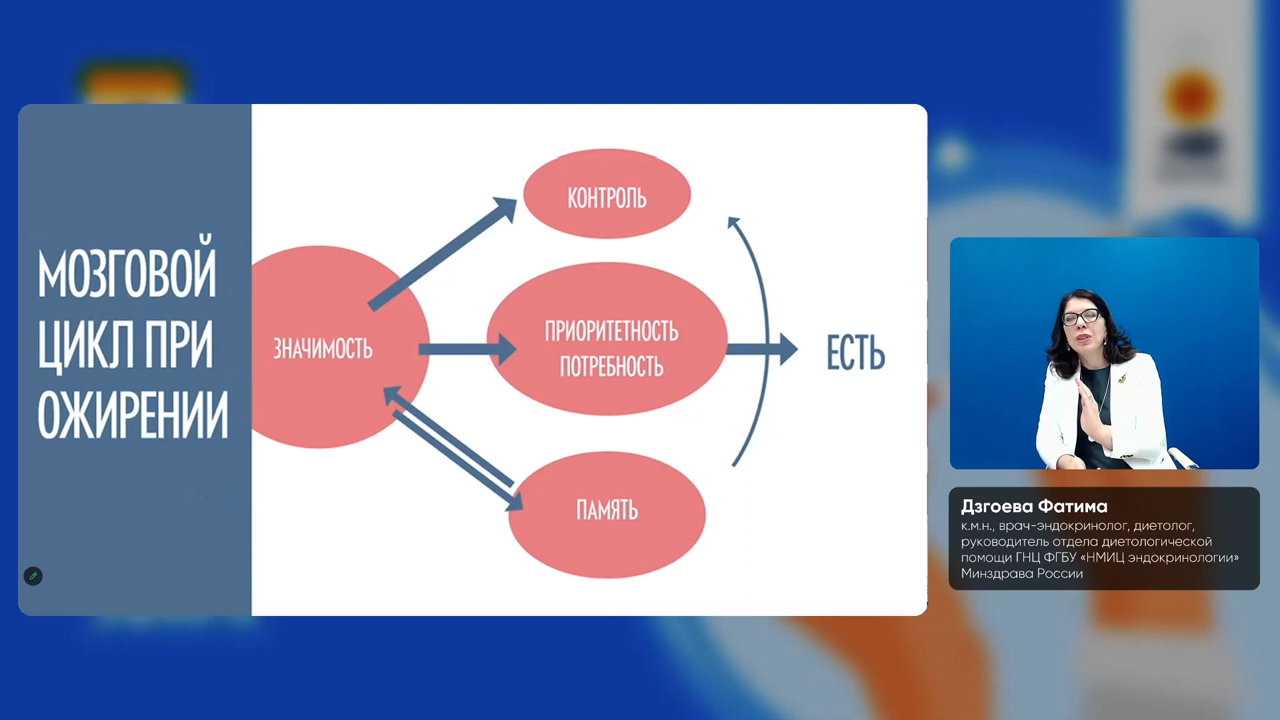 МОЗГОВОЙ
ЦИКЛ ПРИ
ОЖИРЕНИИ
ЗНАЧИМОСТЬ
КОНТРОЛЬ
ПРИОРИТЕТНОСТЬ
ПОТРЕБНОСТЬ
ПАМЯТЬ
ЕСТЬ
Дзгоева Фатима
к.м.н., врач-эндокринолог, диетолог,
руководитель отдела диетологической
помощи ГНЦ ФГБУ «НМИЦ эндокринологии»
Минздрава России